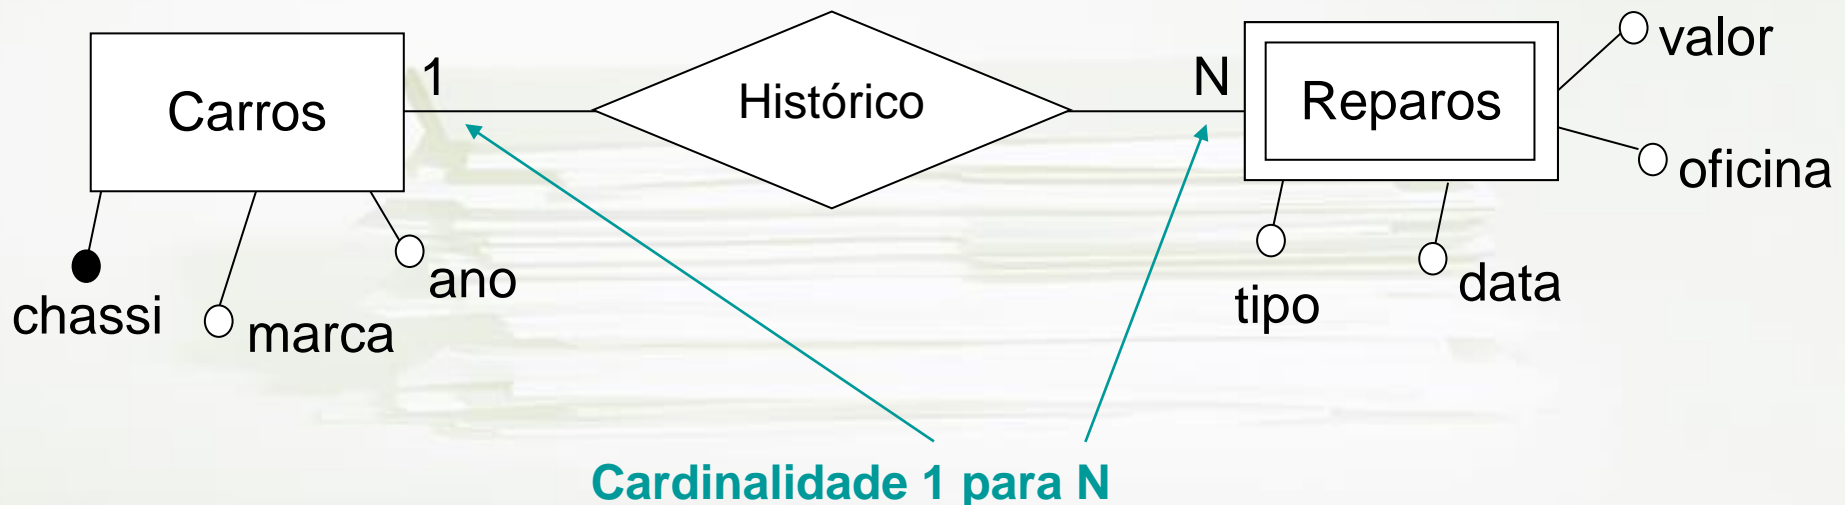 Carros
1
Histórico
N
Reparos
valor
oficina
chassi
marca
ano
tipo
data
Cardinalidade 1 para N